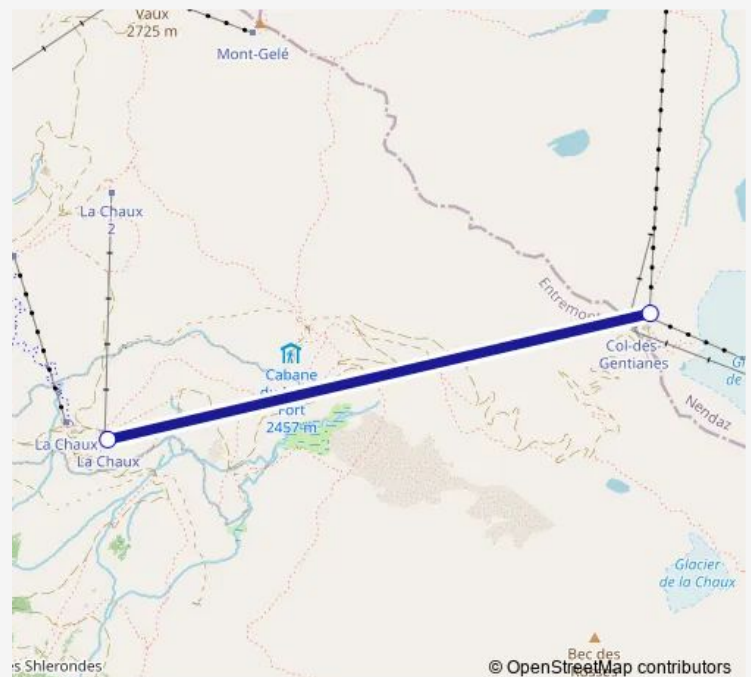 Vaux
2725 m
Mont-Gelé
La Chaux
2
Entremont
Col-des-
Gentianes
Cabane
Fort
2457 m
La Chaux
La Chaux
Nendaz
Glacier
de la Chaux
Bec des
Shlerondes
© OpenStreetMap contributors